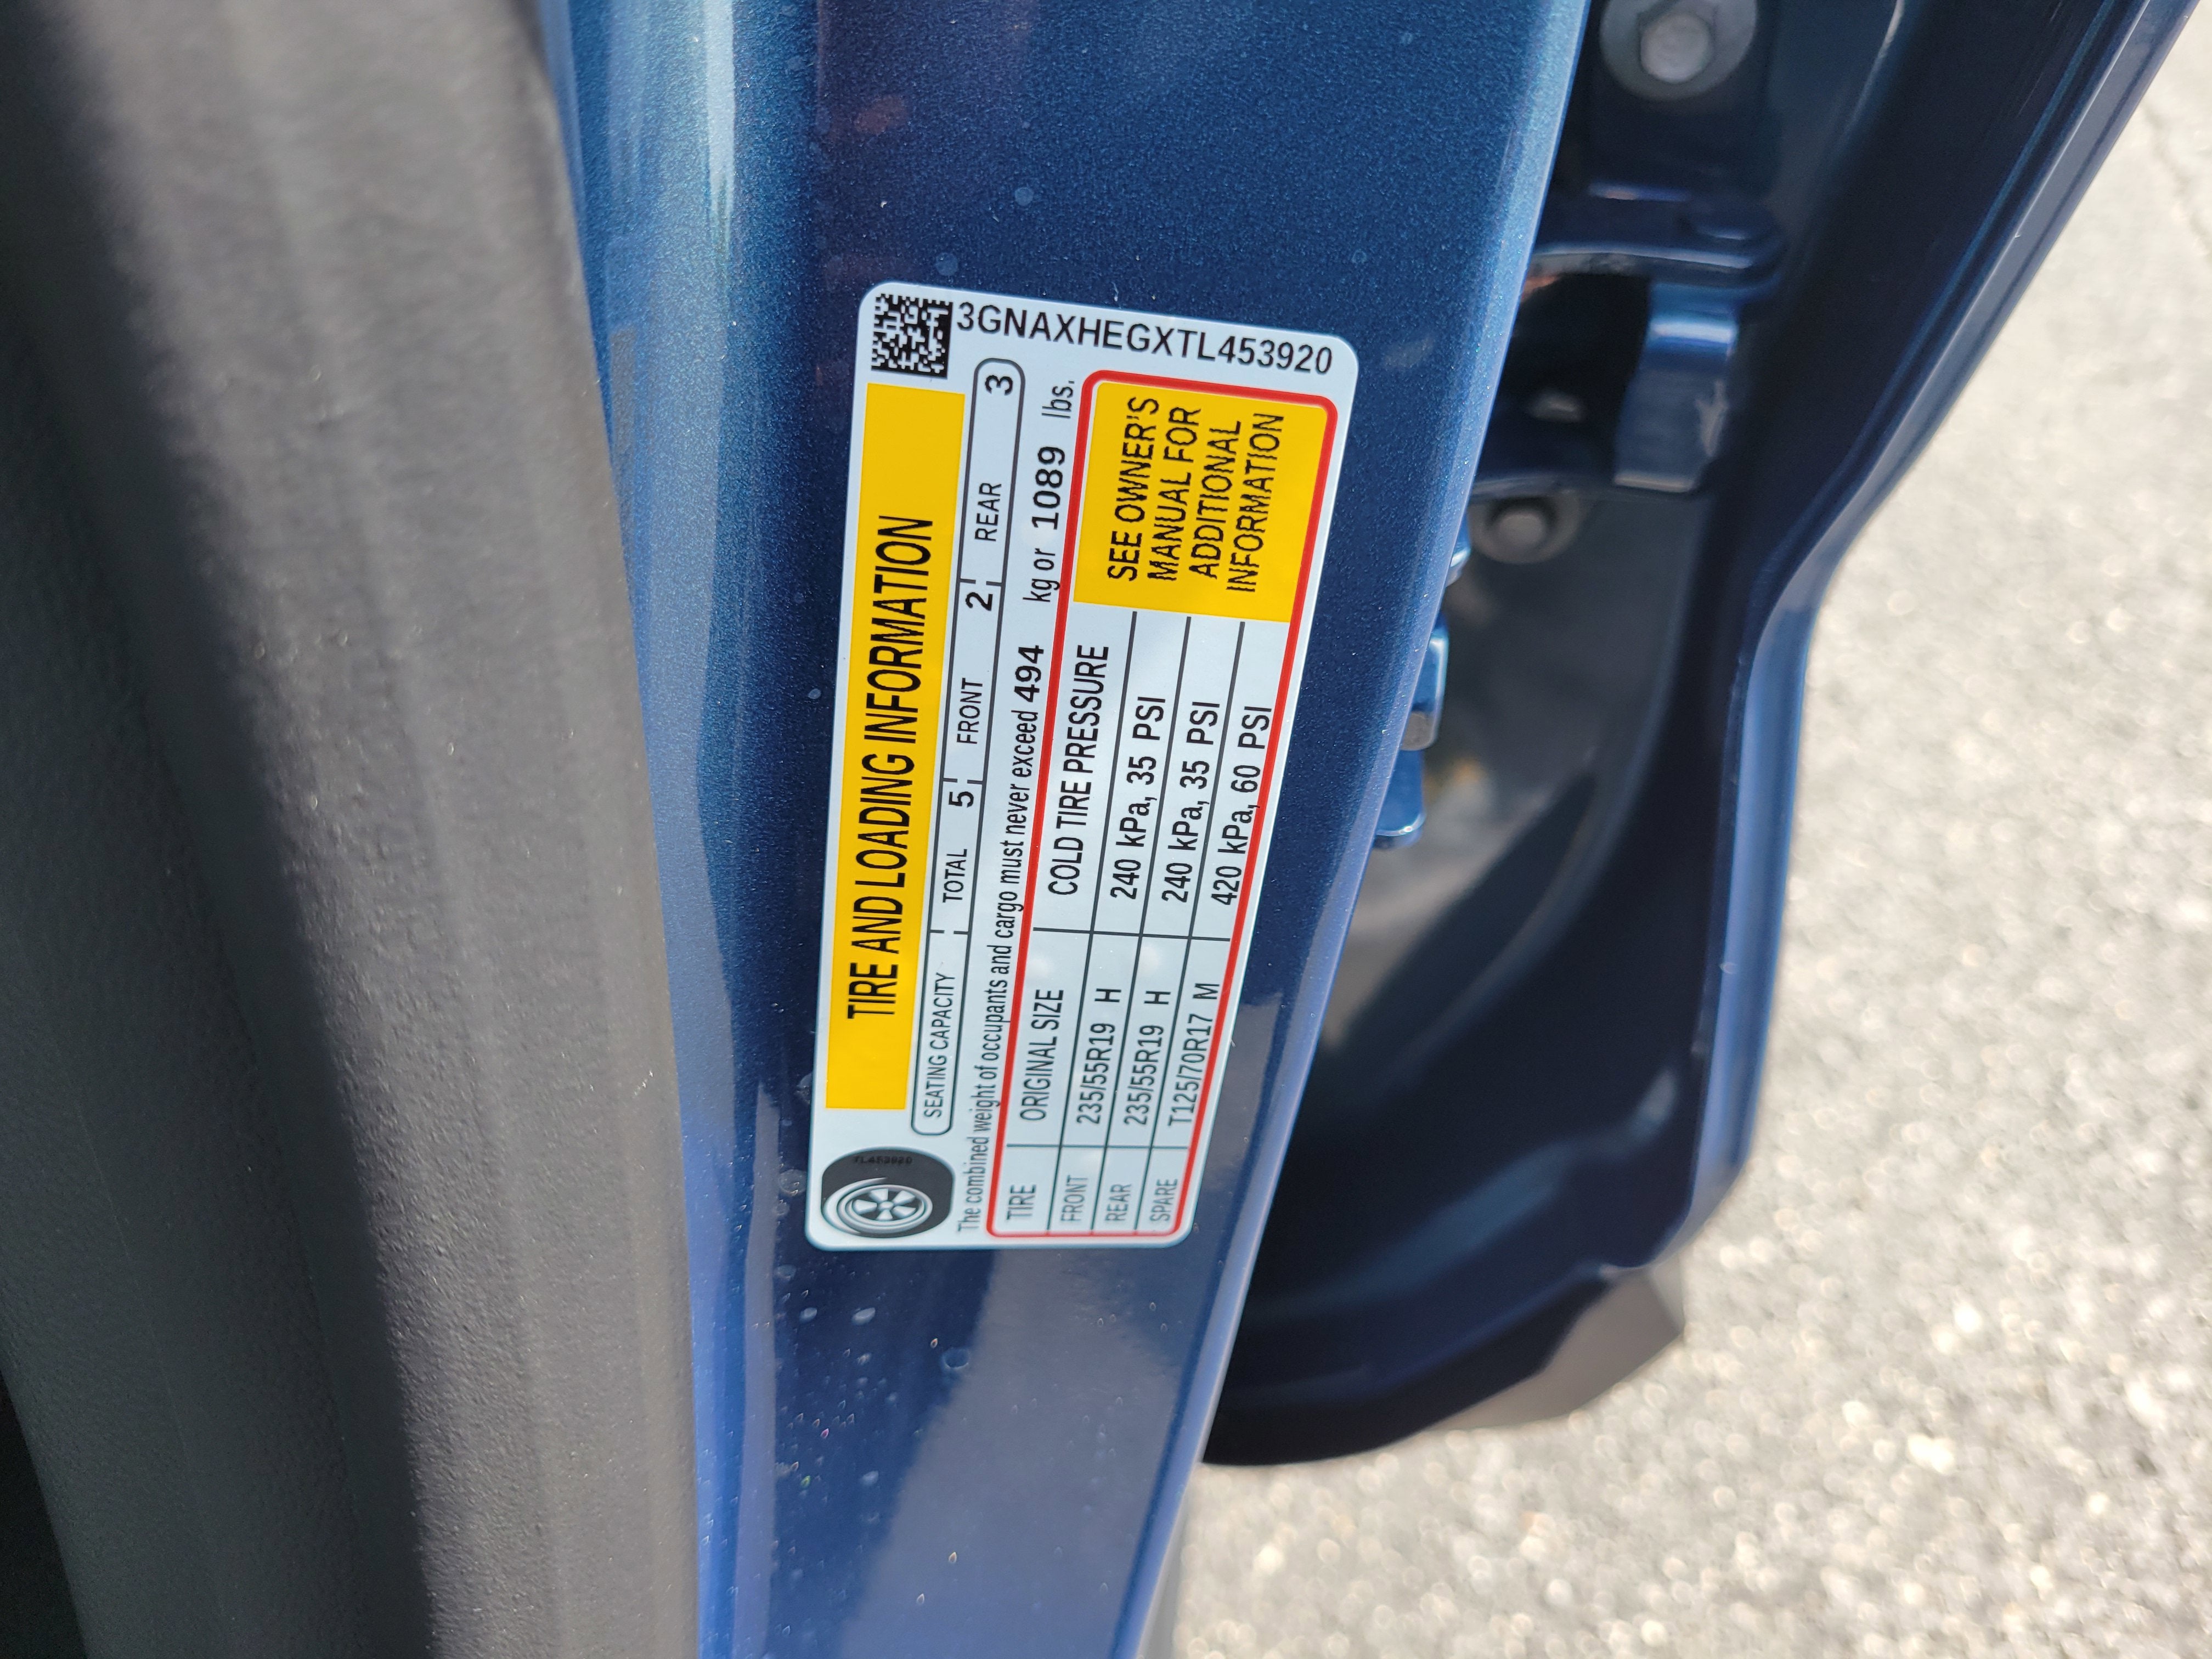 3GNAXHEGXTL453920
TIRE AND LOADING INFORMATION
SEATING CAPACITY TOTAL 5 FRONT 2 REAR 3
The combined weight of occupants and cargo must never exceed 494 kg or 1089 lbs.
TIRE ORIGINAL SIZE COLD TIRE PRESSURE
FRONT 235/55R19 H 240 kPa, 35 PSI
REAR 235/55R19 H 240 kPa, 35 PSI
SPARE T125/70R17 M 420 kPa, 60 PSI
SEE OWNER'S
MANUAL FOR
ADDITIONAL
INFORMATION
TL453920